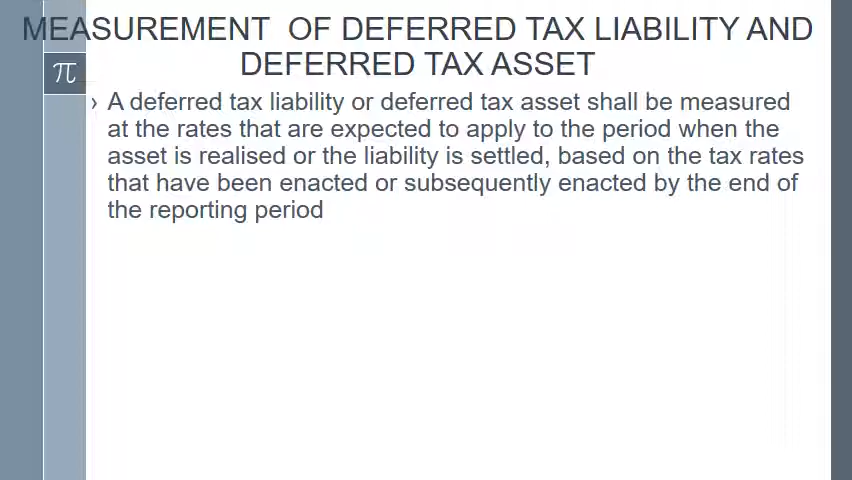 MEASUREMENT OF DEFERRED TAX LIABILITY AND
DEFERRED TAX ASSET
π
› A deferred tax liability or deferred tax asset shall be measured
at the rates that are expected to apply to the period when the
asset is realised or the liability is settled, based on the tax rates
that have been enacted or subsequently enacted by the end of
the reporting period